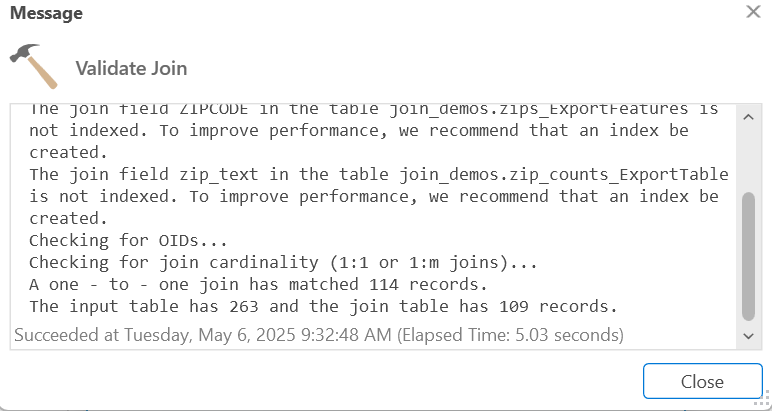 Message
Validate Join
The join field ZIPCODE in the table join_demos.zips_ExportFeatures is
not indexed. To improve performance, we recommend that an index be
created.
The join field zip_text in the table join_demos.zip_counts_ExportTable
is not indexed. To improve performance, we recommend that an index be
created.
Checking for OIDs...
Checking for join cardinality (1:1 or 1:m joins)...
A one - to - one join has matched 114 records.
The input table has 263 and the join table has 109 records.
Succeeded at Tuesday, May 6, 2025 9:32:48 AM (Elapsed Time: 5.03 seconds)
Close